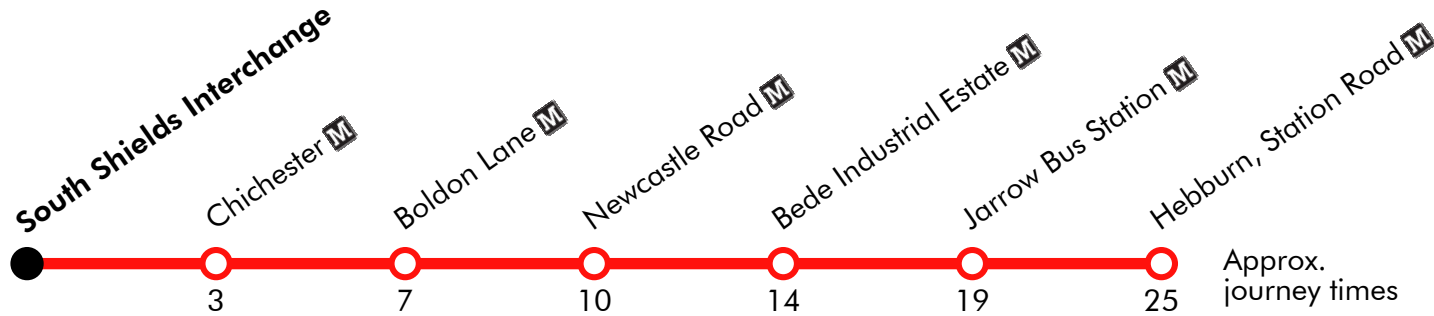 South Shields Interchange
Chichester M
Boldon Lane M
Newcastle Road M
Bede Industrial Estate M
Jarrow Bus Station M
Hebburn, Station Road M
3
7
10
14
19
25
Approx.
journey times